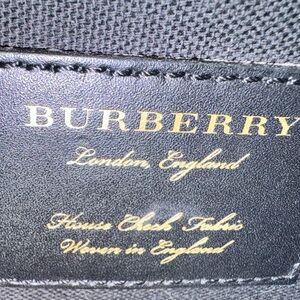 BURBERRY
London, England
House Check Fabric
Woven in England